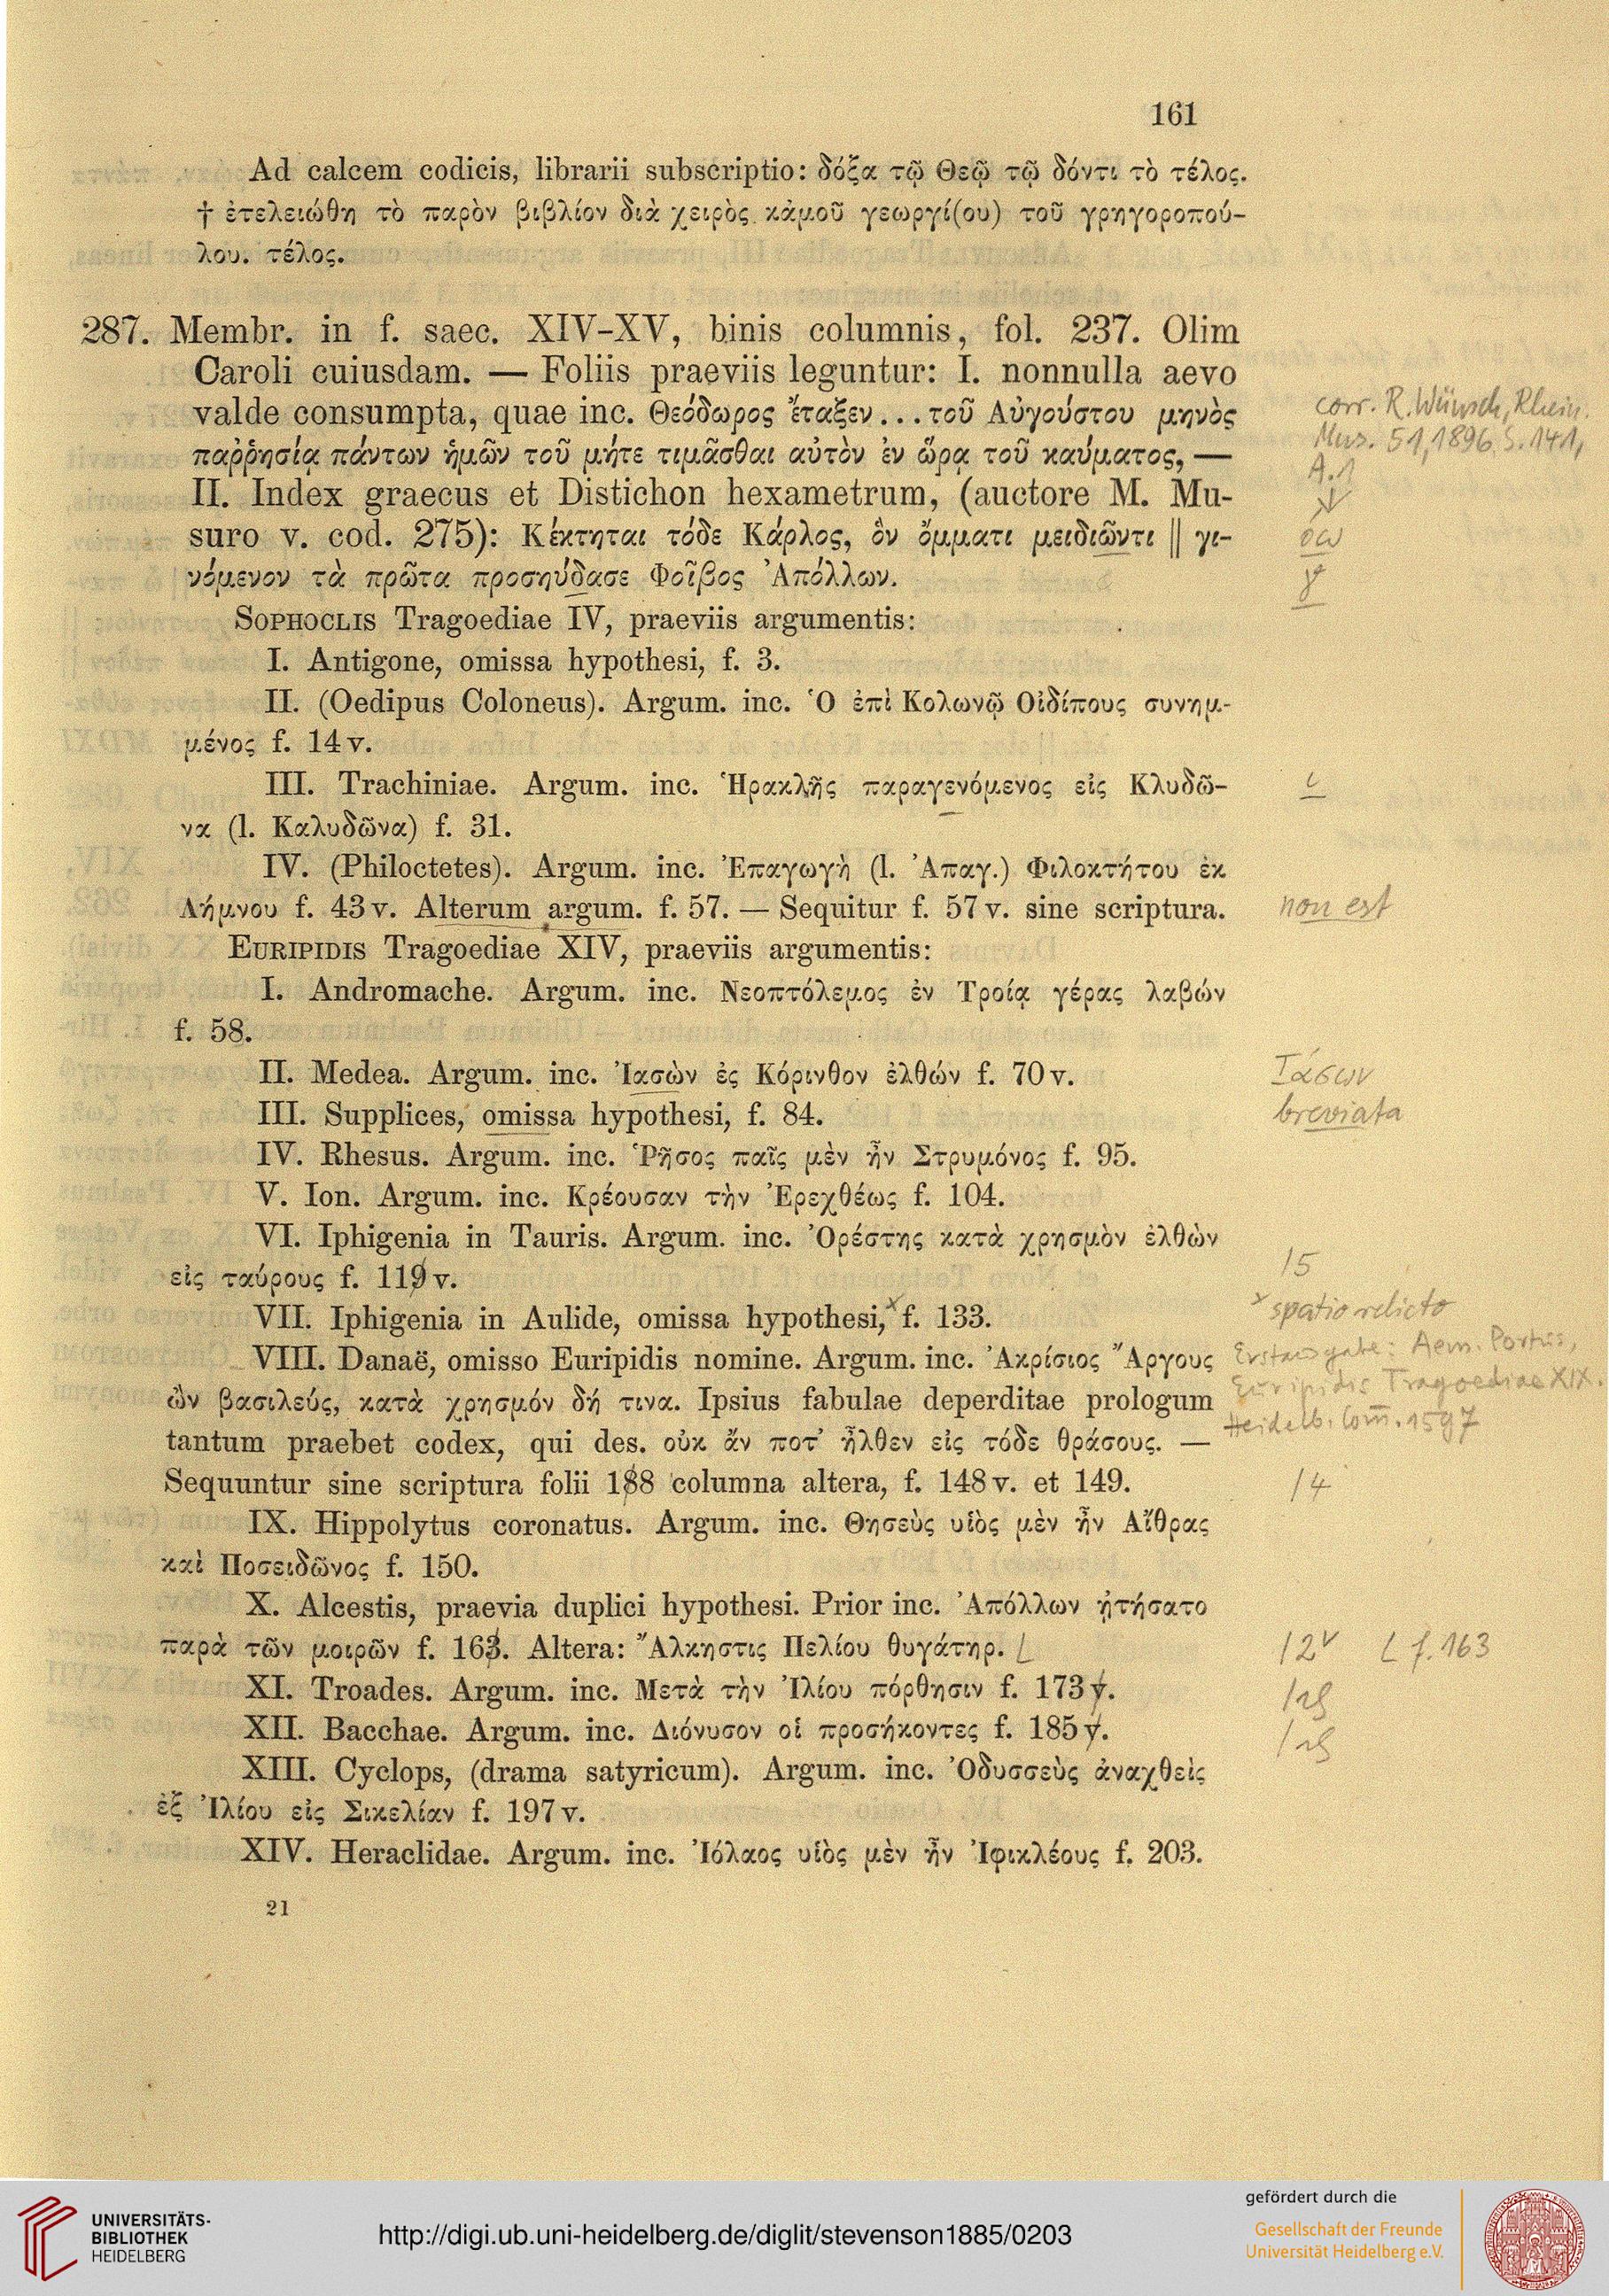 161
Ad calcem codicis, librarii subscriptio: δόξα τῷ Θεῷ τῷ δόντι τὸ τέλος.
† ἐτελειώθη τὸ παρὸν βιβλίον διὰ χειρὸς κἀμοῦ γεωργί(ου) τοῦ γρηγοροπού-
λου. τέλος.
287. Membr. in f. saec. XIV-XV, binis columnis, fol. 237. Olim
Caroli cuiusdam. — Foliis praeviis leguntur: I. nonnulla aevo
valde consumpta, quae inc. Θεόδωρος ἔταξεν... τοῦ Αὐγούστου μηνὸς
corr. R. Wünsch, Rhein.
παῤῥησίᾳ πάντων ἡμῶν τοῦ μήτε τιμᾶσθαι αὐτὸν ἐν ὥρᾳ τοῦ καύματος, —
Mus. 51, 1896, S. 141,
A. 1
II. Index graecus et Distichon hexametrum, (auctore M. Mu-
suro v. cod. 275): Κέκτηται τόδε Κάρλος, ὃν ὄμματι μειδιῶντι || γι-
οω
νόμενον τὰ πρῶτα προσηύδασε Φοῖβος Ἀπόλλων.
SOPHOCLIS Tragoediae IV, praeviis argumentis:
I. Antigone, omissa hypothesi, f. 3.
II. (Oedipus Coloneus). Argum. inc. Ὁ ἐπὶ Κολωνῷ Οἰδίπους συνημ-
μένος f. 14 v.
III. Trachiniae. Argum. inc. Ἡρακλῆς παραγενόμενος εἰς Κλυδῶ-
ι
να (l. Καλυδῶνα) f. 31.
IV. (Philoctetes). Argum. inc. Ἐπαγωγὴ (l. Ἀπαγ.) Φιλοκτήτου ἐκ
Λήμνου f. 43 v. Alterum argum. f. 57. — Sequitur f. 57 v. sine scriptura.
non est
EURIPIDIS Tragoediae XIV, praeviis argumentis:
I. Andromache. Argum. inc. Νεοπτόλεμος ἐν Τροίᾳ γέρας λαβών
f. 58.
II. Medea. Argum. inc. Ἰασὼν ἐς Κόρινθον ἐλθών f. 70 v.
Ἰάσων
III. Supplices, omissa hypothesi, f. 84.
breviata
IV. Rhesus. Argum. inc. Ῥῆσος παῖς μὲν ἦν Στρυμόνος f. 95.
V. Ion. Argum. inc. Κρέουσαν τὴν Ἐρεχθέως f. 104.
VI. Iphigenia in Tauris. Argum. inc. Ὀρέστης κατὰ χρησμὸν ἐλθὼν
εἰς ταύρους f. 119 v.
/5
VII. Iphigenia in Aulide, omissa hypothesi,ˣ f. 133.
ˣ spatio relicto
VIII. Danaë, omisso Euripidis nomine. Argum. inc. Ἀκρίσιος Ἄργους
Erstausgabe: Aem. Portus,
ὢν βασιλεύς, κατὰ χρησμόν δή τινα. Ipsius fabulae deperditae prologum
Euripidis Tragoediae XIX.
tantum praebet codex, qui des. οὐκ ἄν ποτ’ ἦλθεν εἰς τόδε θράσους. —
Heidelb. Com̄. 1597
Sequuntur sine scriptura folii 188 columna altera, f. 148 v. et 149.
/4
IX. Hippolytus coronatus. Argum. inc. Θησεὺς υἱὸς μὲν ἦν Αἴθρας
καὶ Ποσειδῶνος f. 150.
X. Alcestis, praevia duplici hypothesi. Prior inc. Ἀπόλλων ᾐτήσατο
παρὰ τῶν μοιρῶν f. 163. Altera: Ἄλκηστις Πελίου θυγάτηρ. L
/2v L f. 163
XI. Troades. Argum. inc. Μετὰ τὴν Ἰλίου πόρθησιν f. 173 v.
XII. Bacchae. Argum. inc. Διόνυσον οἱ προσήκοντες f. 185 v.
XIII. Cyclops, (drama satyricum). Argum. inc. Ὀδυσσεὺς ἀναχθεὶς
ἐξ Ἰλίου εἰς Σικελίαν f. 197 v.
XIV. Heraclidae. Argum. inc. Ἰόλαος υἱὸς μὲν ἦν Ἰφικλέους f. 203.
21
UNIVERSITÄTS-
BIBLIOTHEK
HEIDELBERG
http://digi.ub.uni-heidelberg.de/diglit/stevenson1885/0203
gefördert durch die
Gesellschaft der Freunde
Universität Heidelberg e.V.